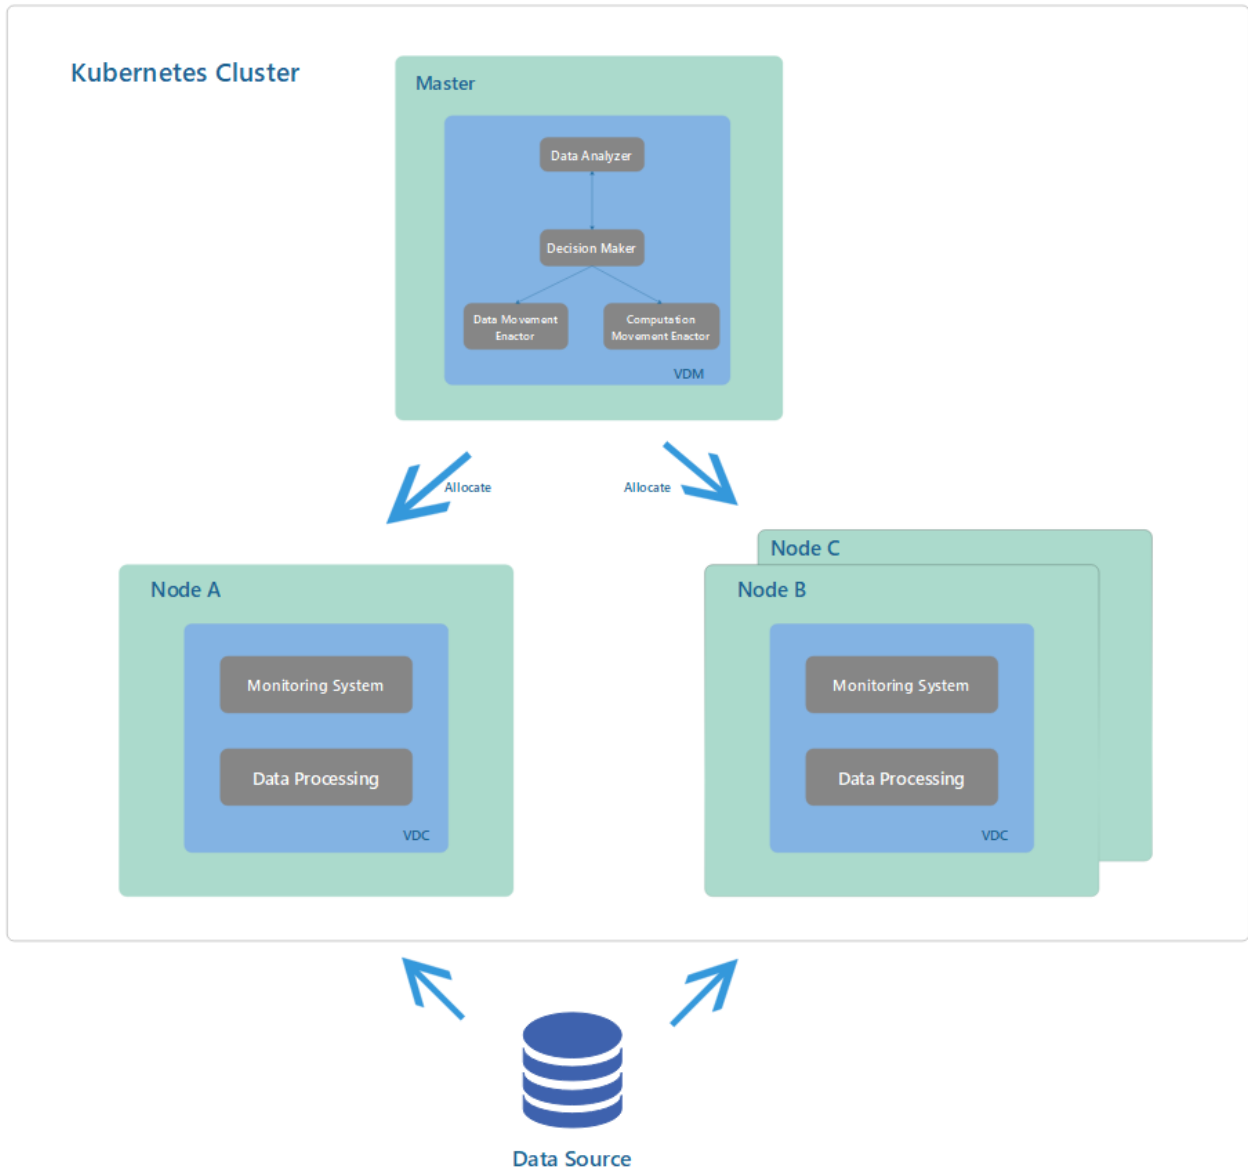 Kubernetes Cluster
Master
Data Analyzer
Decision Maker
Data Movement
Enactor
Computation
Movement Enactor
VDM
Allocate
Allocate
Node A
Monitoring System
Data Processing
VDC
Node C
Node B
Monitoring System
Data Processing
VDC
Data Source